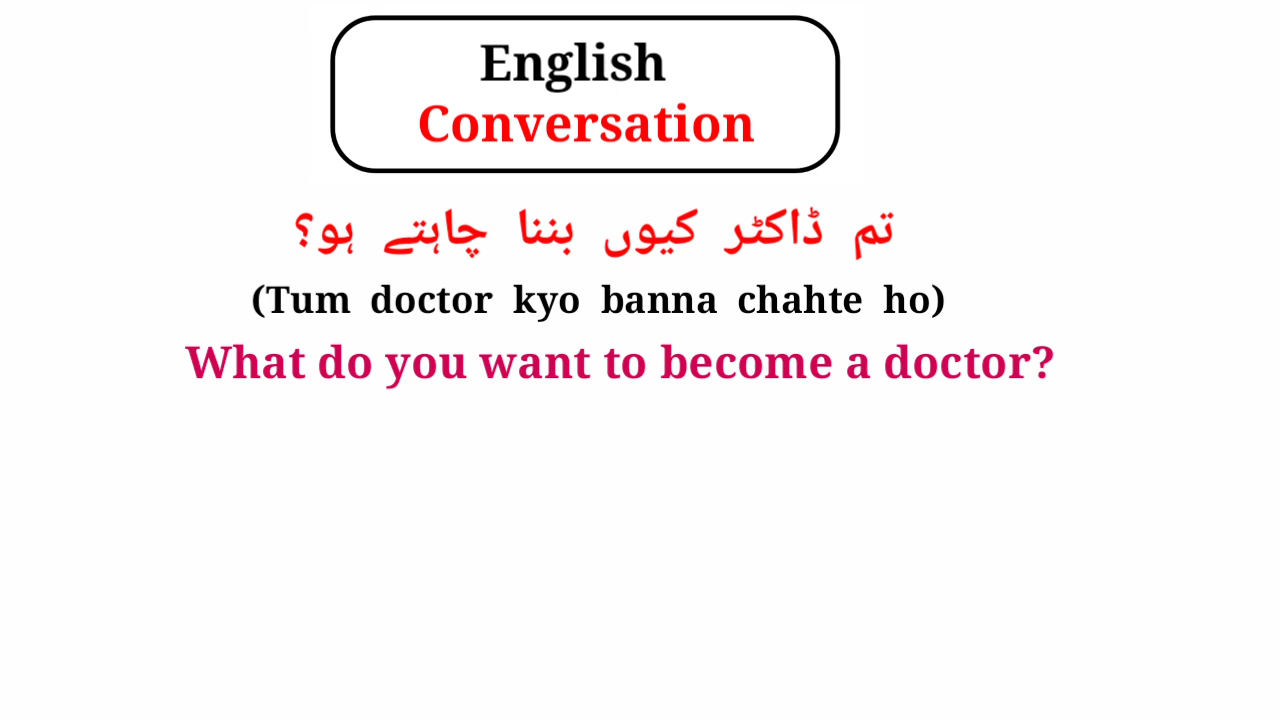 English
Conversation
تم ڈاکٹر کیوں بننا چاہتے ہو؟
(Tum doctor kyo banna chahte ho)
What do you want to become a doctor?